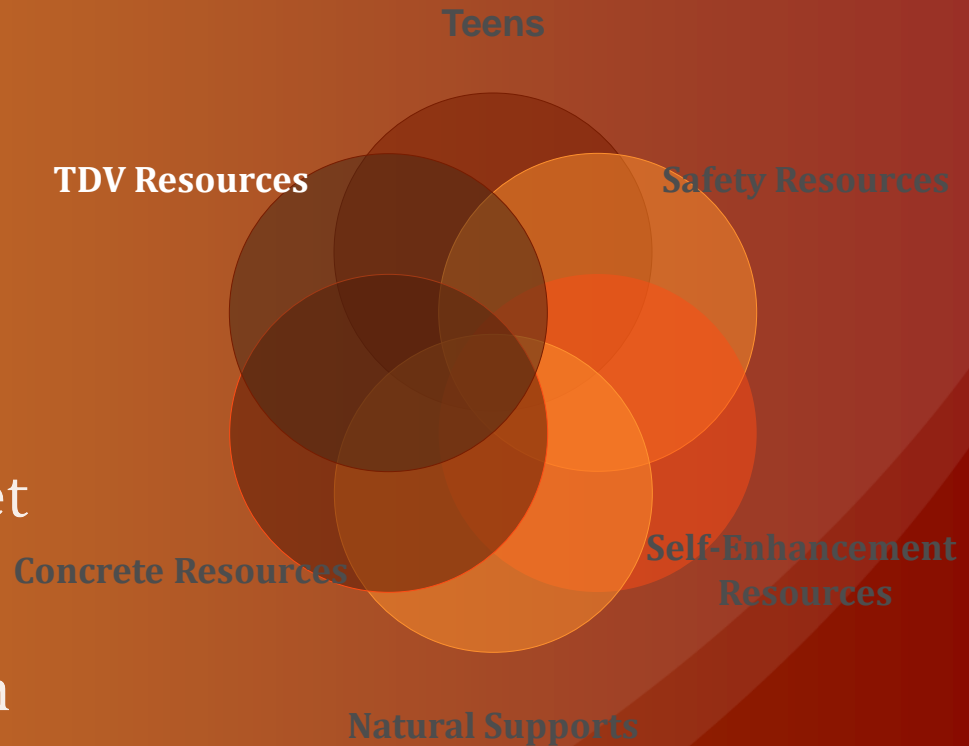 Teens
TDV Resources
Safety Resources
Concrete Resources
Self-Enhancement
Resources
Natural Supports